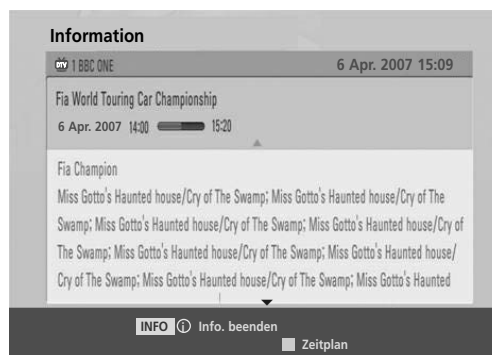 Information
DTV 1 BBC ONE 6 Apr. 2007 15:09
Fia World Touring Car Championship
6 Apr. 2007 14:00 15:20
Fia Champion
Miss Gotto's Haunted house/Cry of The Swamp; Miss Gotto's Haunted house/Cry of The
Swamp; Miss Gotto's Haunted house/Cry of The Swamp; Miss Gotto's Haunted house/Cry of
The Swamp; Miss Gotto's Haunted house/Cry of The Swamp; Miss Gotto's Haunted house/
Cry of The Swamp; Miss Gotto's Haunted house/Cry of The Swamp; Miss Gotto's Haunted
INFO i Info. beenden
Zeitplan